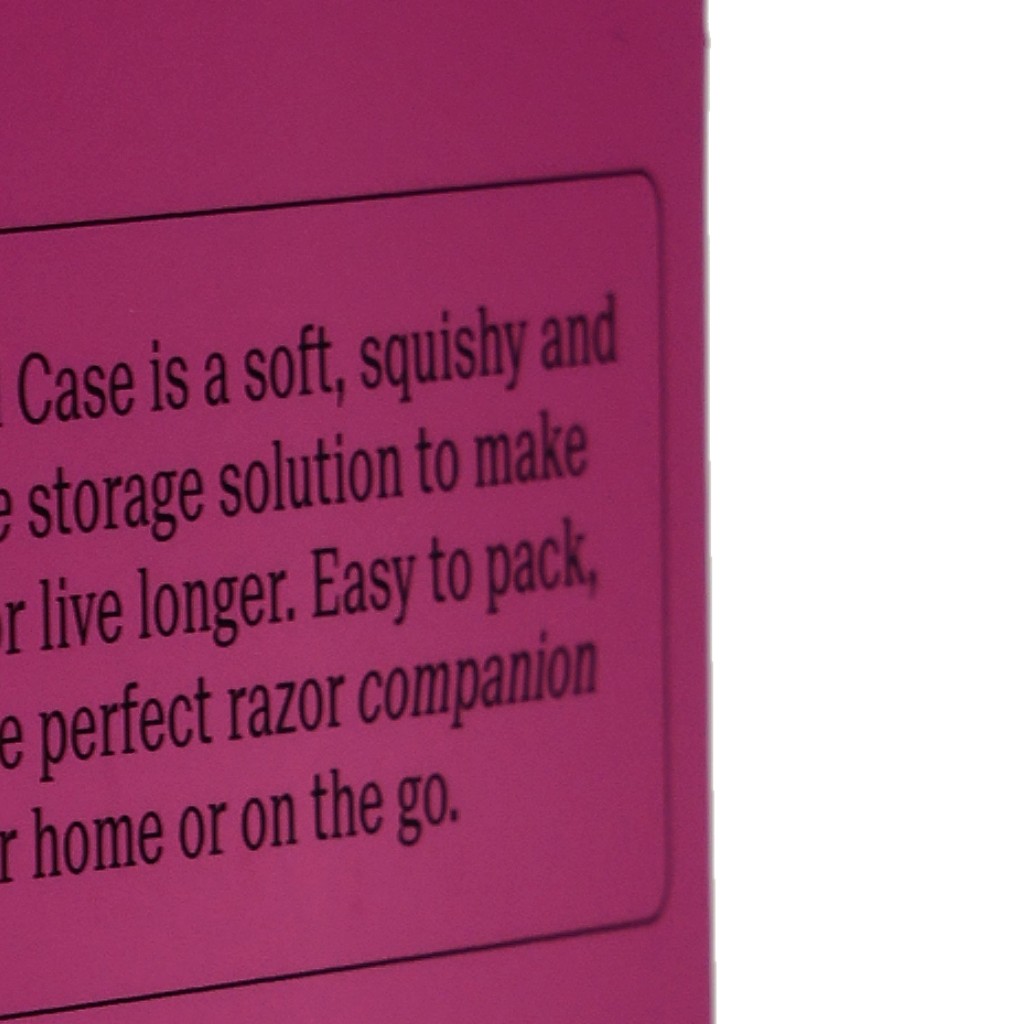 Case is a soft, squishy and
storage solution to make
live longer. Easy to pack,
perfect razor companion
home or on the go.